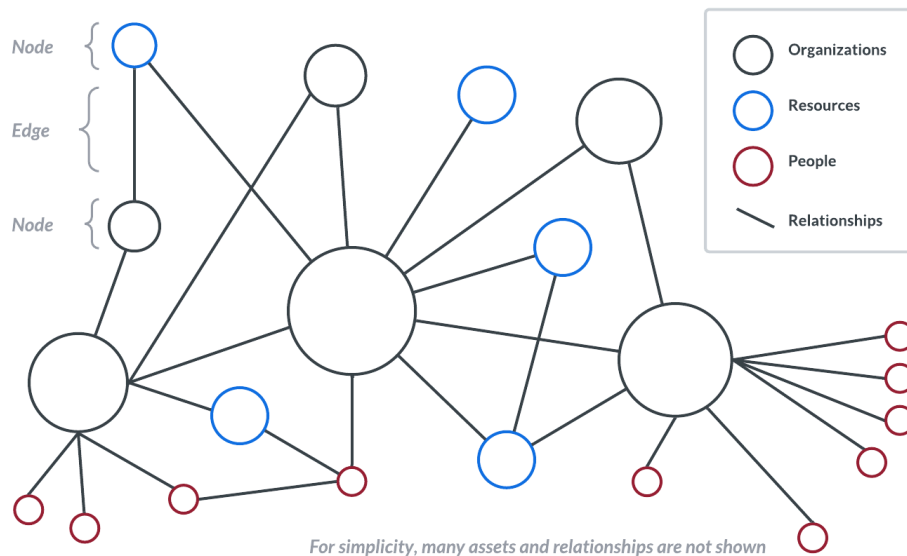 Node
Edge
Node
Organizations
Resources
People
Relationships
For simplicity, many assets and relationships are not shown